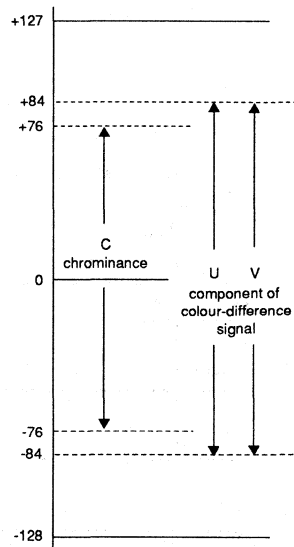 +127
+84
+76
C
chrominance
0
U V
component of
colour-difference
signal
-76
-84
-128